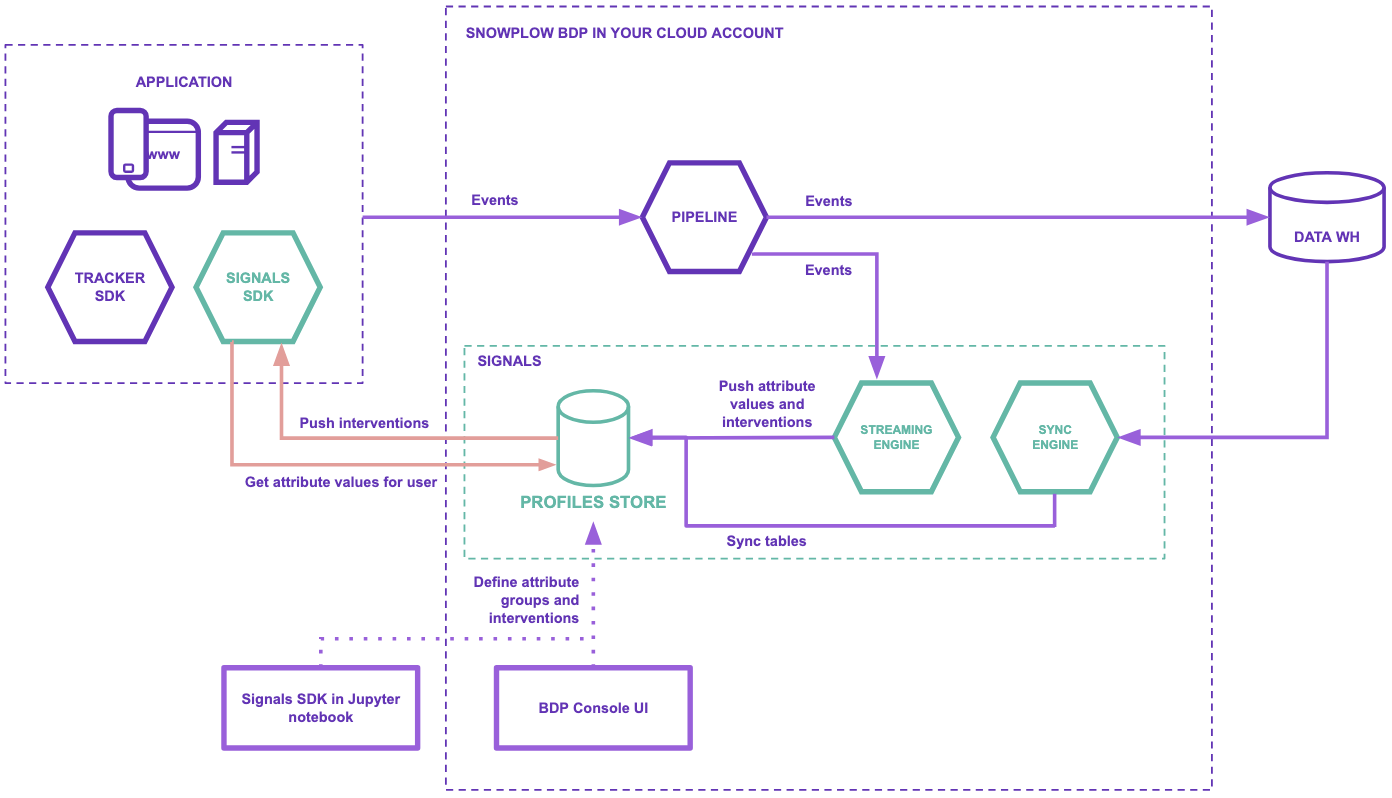 SNOWPLOW BDP IN YOUR CLOUD ACCOUNT
APPLICATION
www
TRACKER
SDK
SIGNALS
SDK
Events
PIPELINE
Events
Events
DATA WH
SIGNALS
Push attribute
values and
interventions
STREAMING
ENGINE
SYNC
ENGINE
Push interventions
Get attribute values for user
PROFILES STORE
Sync tables
Define attribute
groups and
interventions
Signals SDK in Jupyter
notebook
BDP Console UI